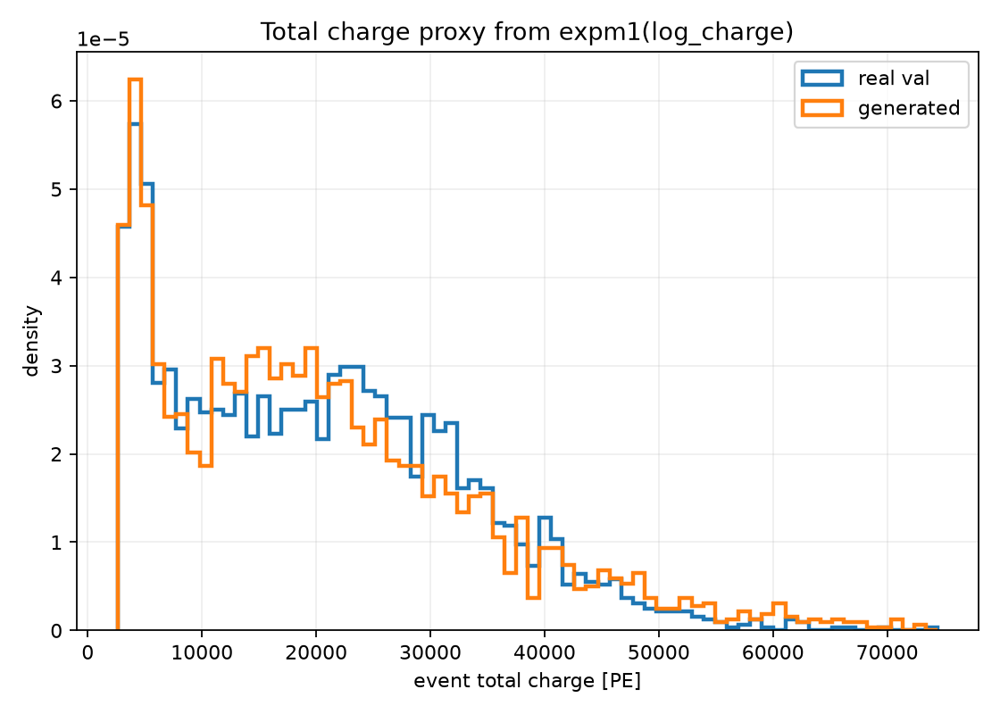 Total charge proxy from expm1(log_charge)
1e−5
real val
generated
6
5
4
3
2
1
0
density
0 10000 20000 30000 40000 50000 60000 70000
event total charge [PE]